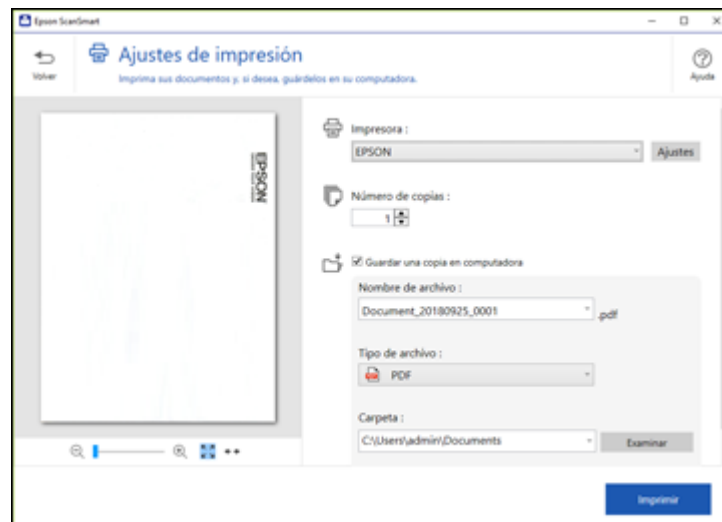 Epson ScanSmart
Volver
Ajustes de impresión
Imprima sus documentos y, si desea, guárdelos en su computadora.
Ayuda
EPSON
Impresora :
EPSON
Ajustes
Número de copias :
1
Guardar una copia en computadora
Nombre de archivo :
Document_20180925_0001
.pdf
Tipo de archivo :
PDF
Carpeta :
C:\Users\admin\Documents
Examinar
Imprimir